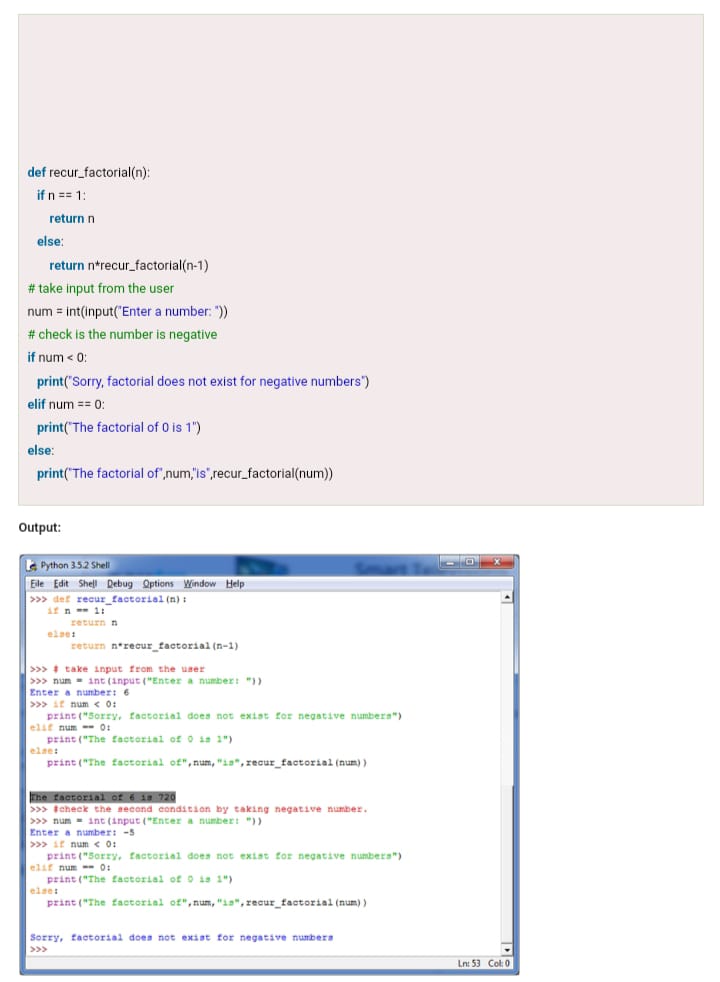 def recur_factorial(n):
if n == 1:
return n
else:
return n*recur_factorial(n-1)
# take input from the user
num = int(input("Enter a number: "))
# check is the number is negative
if num < 0:
print("Sorry, factorial does not exist for negative numbers")
elif num == 0:
print("The factorial of 0 is 1")
else:
print("The factorial of",num,"is",recur_factorial(num))
Output:
Python 3.5.2 Shell
File Edit Shell Debug Options Window Help
>>> def recur_factorial(n):
if n == 1:
return n
else:
return n*recur_factorial(n-1)
>>> # take input from the user
>>> num = int(input("Enter a number: "))
Enter a number: 6
>>> if num < 0:
print("Sorry, factorial does not exist for negative numbers")
elif num == 0:
print("The factorial of 0 is 1")
else:
print("The factorial of",num,"is",recur_factorial(num))
The factorial of 6 is 720
>>> #check the second condition by taking negative number.
>>> num = int(input("Enter a number: "))
Enter a number: -5
>>> if num < 0:
print("Sorry, factorial does not exist for negative numbers")
elif num == 0:
print("The factorial of 0 is 1")
else:
print("The factorial of",num,"is",recur_factorial(num))
Sorry, factorial does not exist for negative numbers
>>>
Ln: 53 Col: 0